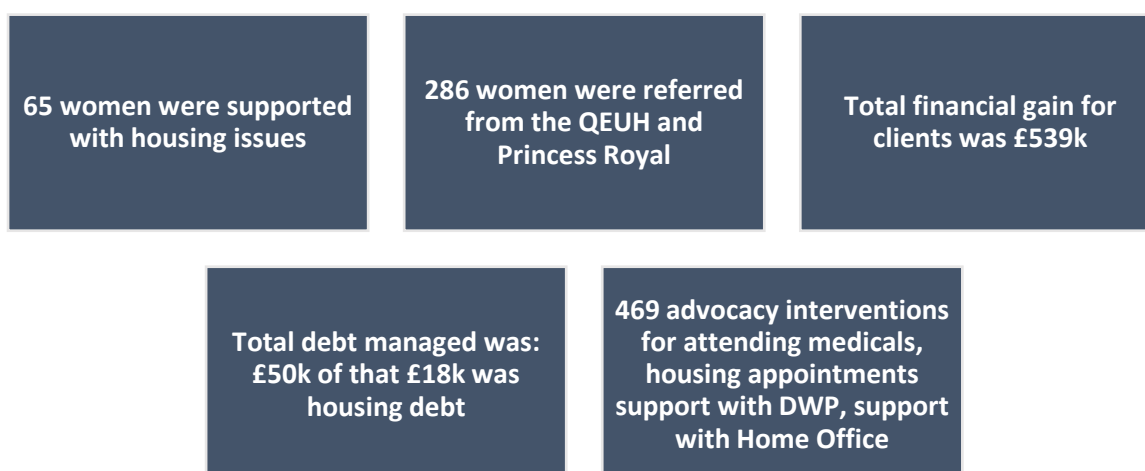 65 women were supported
with housing issues
286 women were referred
from the QEUH and
Princess Royal
Total financial gain for
clients was £539k
Total debt managed was:
£50k of that £18k was
housing debt
469 advocacy interventions
for attending medicals,
housing appointments
support with DWP, support
with Home Office